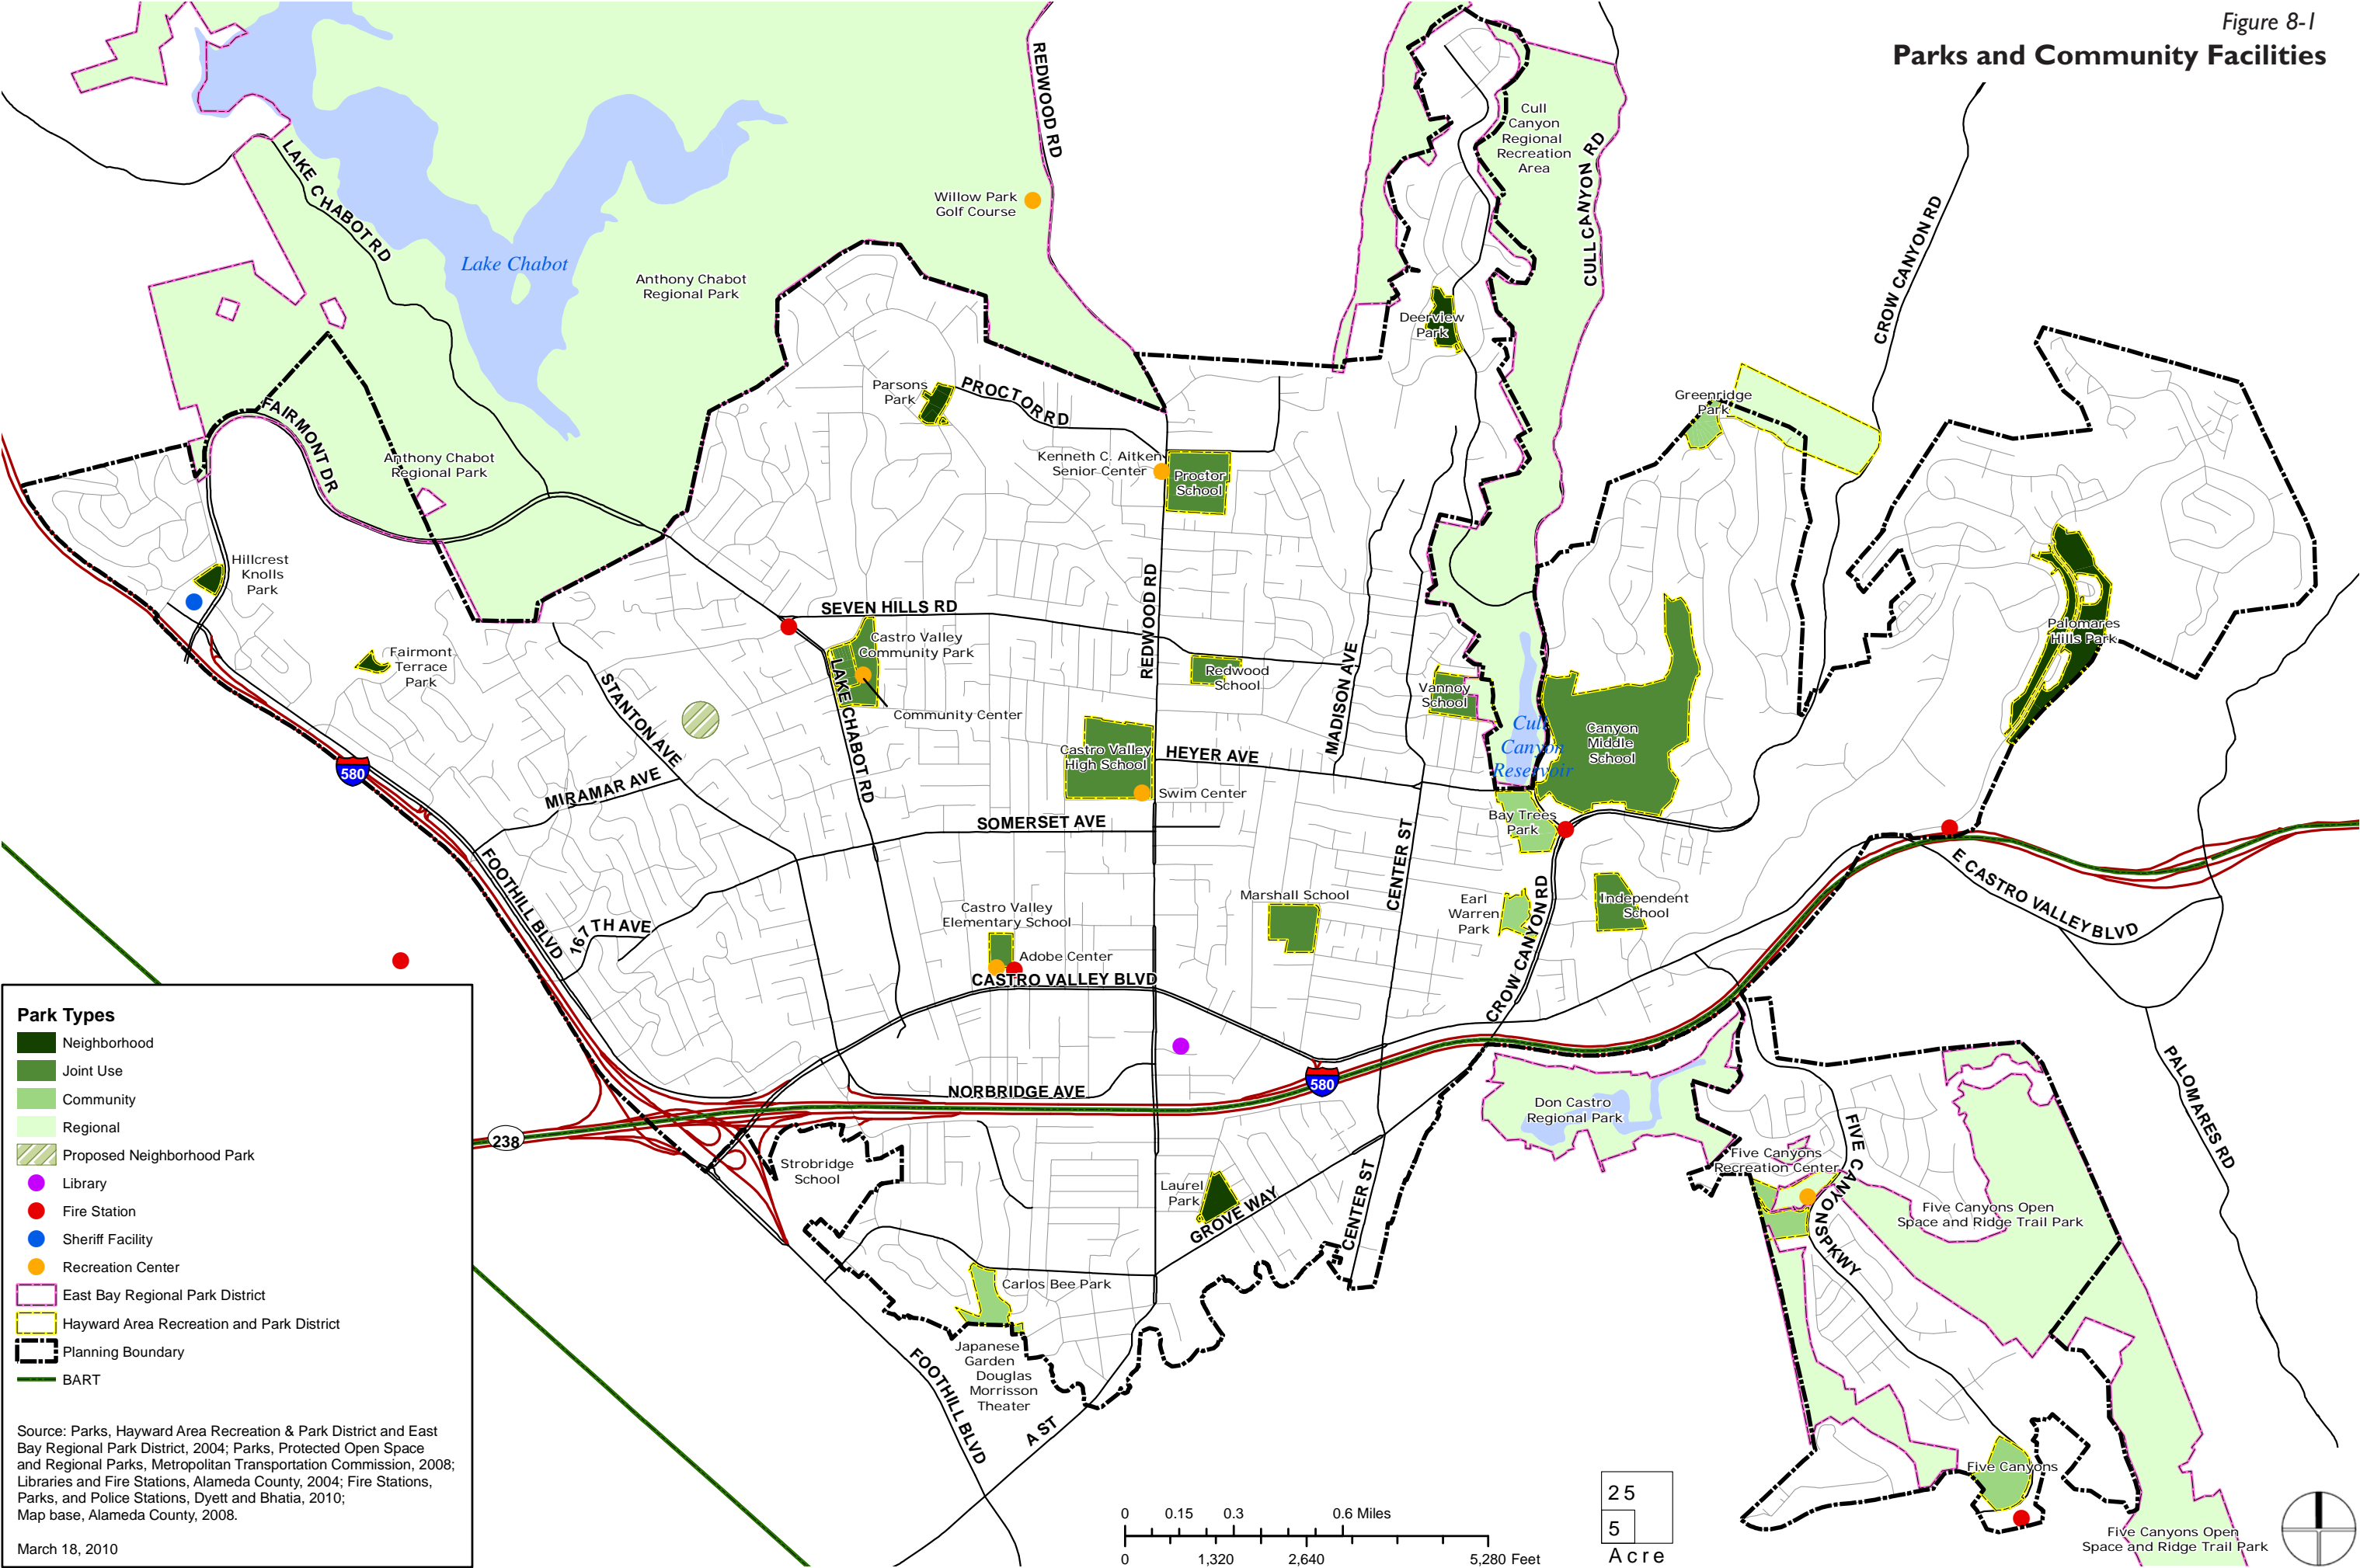 Figure 8-1
Parks and Community Facilities
REDWOOD RD
Cull
Canyon
Regional
Recreation
Area
CULL CANYON RD
LAKE CHABOT RD
Willow Park
Golf Course
CROW CANYON RD
Lake Chabot
Anthony Chabot
Regional Park
Deerview
Park
Parsons
Park
PROCTOR RD
Greenridge
Park
FAIRMONT DR
Anthony Chabot
Regional Park
Kenneth C. Aitken
Senior Center
Proctor
School
Hillcrest
Knolls
Park
SEVEN HILLS RD
REDWOOD RD
Castro Valley
Community Park
Palomares
Hills Park
Fairmont
Terrace
Park
Redwood
School
MADISON AVE
Vannoy
School
STANTON AVE
LAKE CHABOT RD
Community Center
Cull
Canyon
Reservoir
Canyon
Middle
School
Castro Valley
High School
HEYER AVE
580
MIRAMAR AVE
Swim Center
SOMERSET AVE
Bay Trees
Park
CENTER ST
FOOTHILL BLVD
E CASTRO VALLEY BLVD
167 TH AVE
Castro Valley
Elementary School
Marshall School
Earl
Warren
Park
Independent
School
CROW CANYON RD
Adobe Center
CASTRO VALLEY BLVD
580
NORBRIDGE AVE
Don Castro
Regional Park
PALOMARES RD
238
Strobridge
School
Five Canyons
Recreation Center
FIVE CANYONS PKWY
Laurel
Park
GROVE WAY
CENTER ST
Five Canyons Open
Space and Ridge Trail Park
Carlos Bee Park
Japanese
Garden
Douglas
Morrisson
Theater
FOOTHILL BLVD
A ST
Five Canyons
Five Canyons Open
Space and Ridge Trail Park
Park Types
Neighborhood
Joint Use
Community
Regional
Proposed Neighborhood Park
Library
Fire Station
Sheriff Facility
Recreation Center
East Bay Regional Park District
Hayward Area Recreation and Park District
Planning Boundary
BART
Source: Parks, Hayward Area Recreation & Park District and East
Bay Regional Park District, 2004; Parks, Protected Open Space
and Regional Parks, Metropolitan Transportation Commission, 2008;
Libraries and Fire Stations, Alameda County, 2004; Fire Stations,
Parks, and Police Stations, Dyett and Bhatia, 2010;
Map base, Alameda County, 2008.
March 18, 2010
0 0.15 0.3 0.6 Miles
0 1,320 2,640 5,280 Feet
25
5
Acre